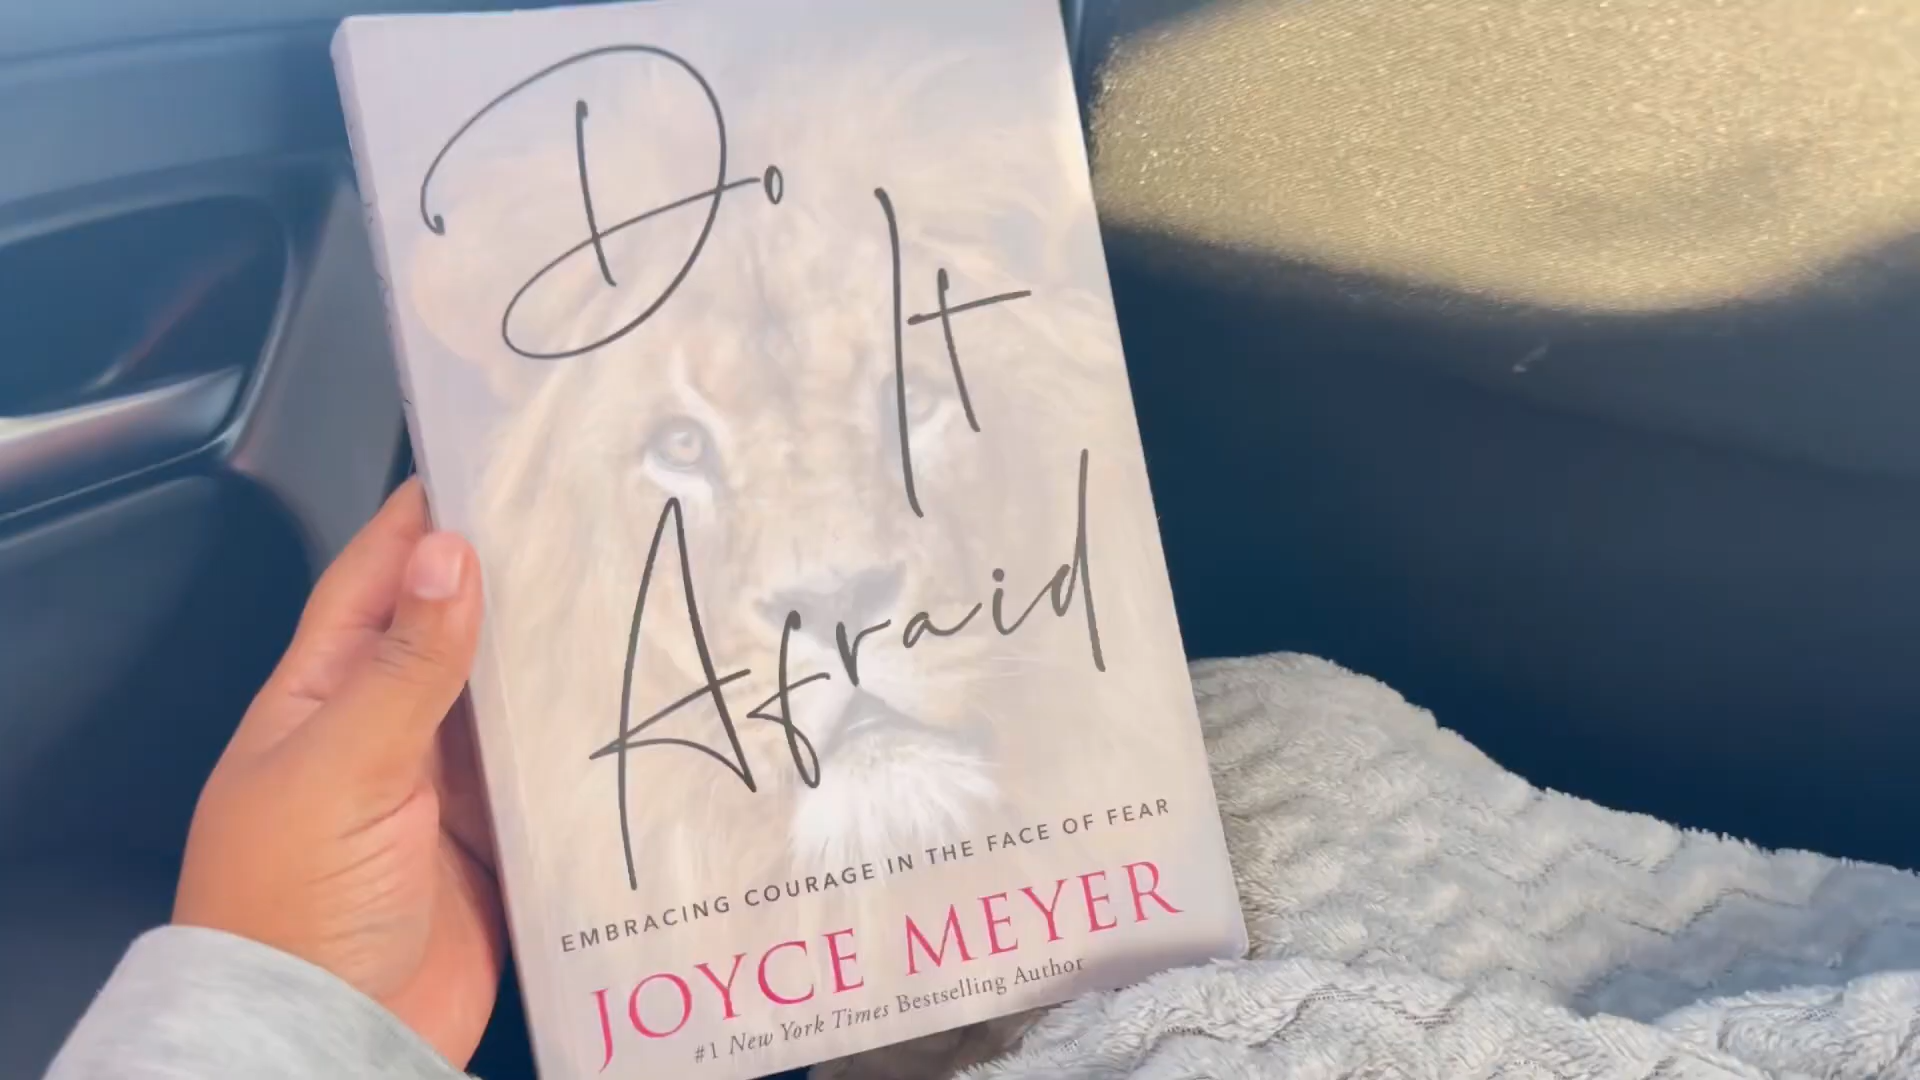 Do
It
Afraid
EMBRACING COURAGE IN THE FACE OF FEAR
JOYCE MEYER
#1 New York Times Bestselling Author